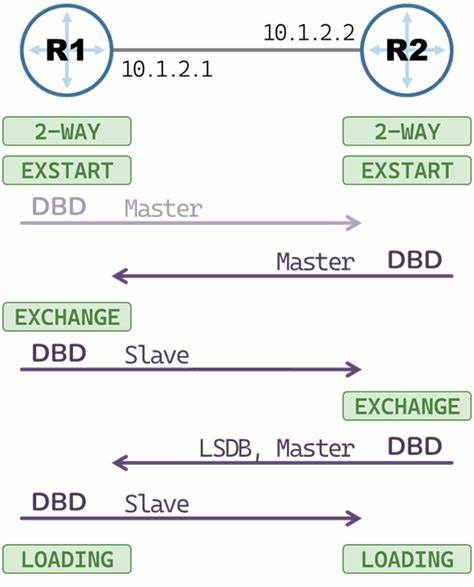 R1 10.1.2.2 R2
10.1.2.1
2-WAY 2-WAY
EXSTART EXSTART
DBD Master
Master DBD
EXCHANGE
DBD Slave
EXCHANGE
LSDB, Master DBD
DBD Slave
LOADING LOADING